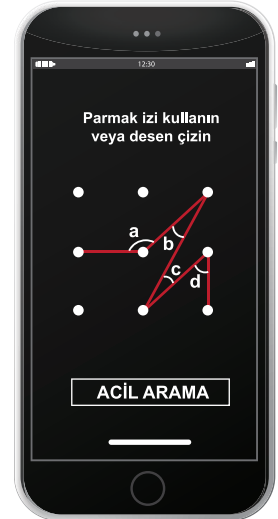 12:30
Parmak izi kullanın
veya desen çizin
a
b
c
d
ACİL ARAMA